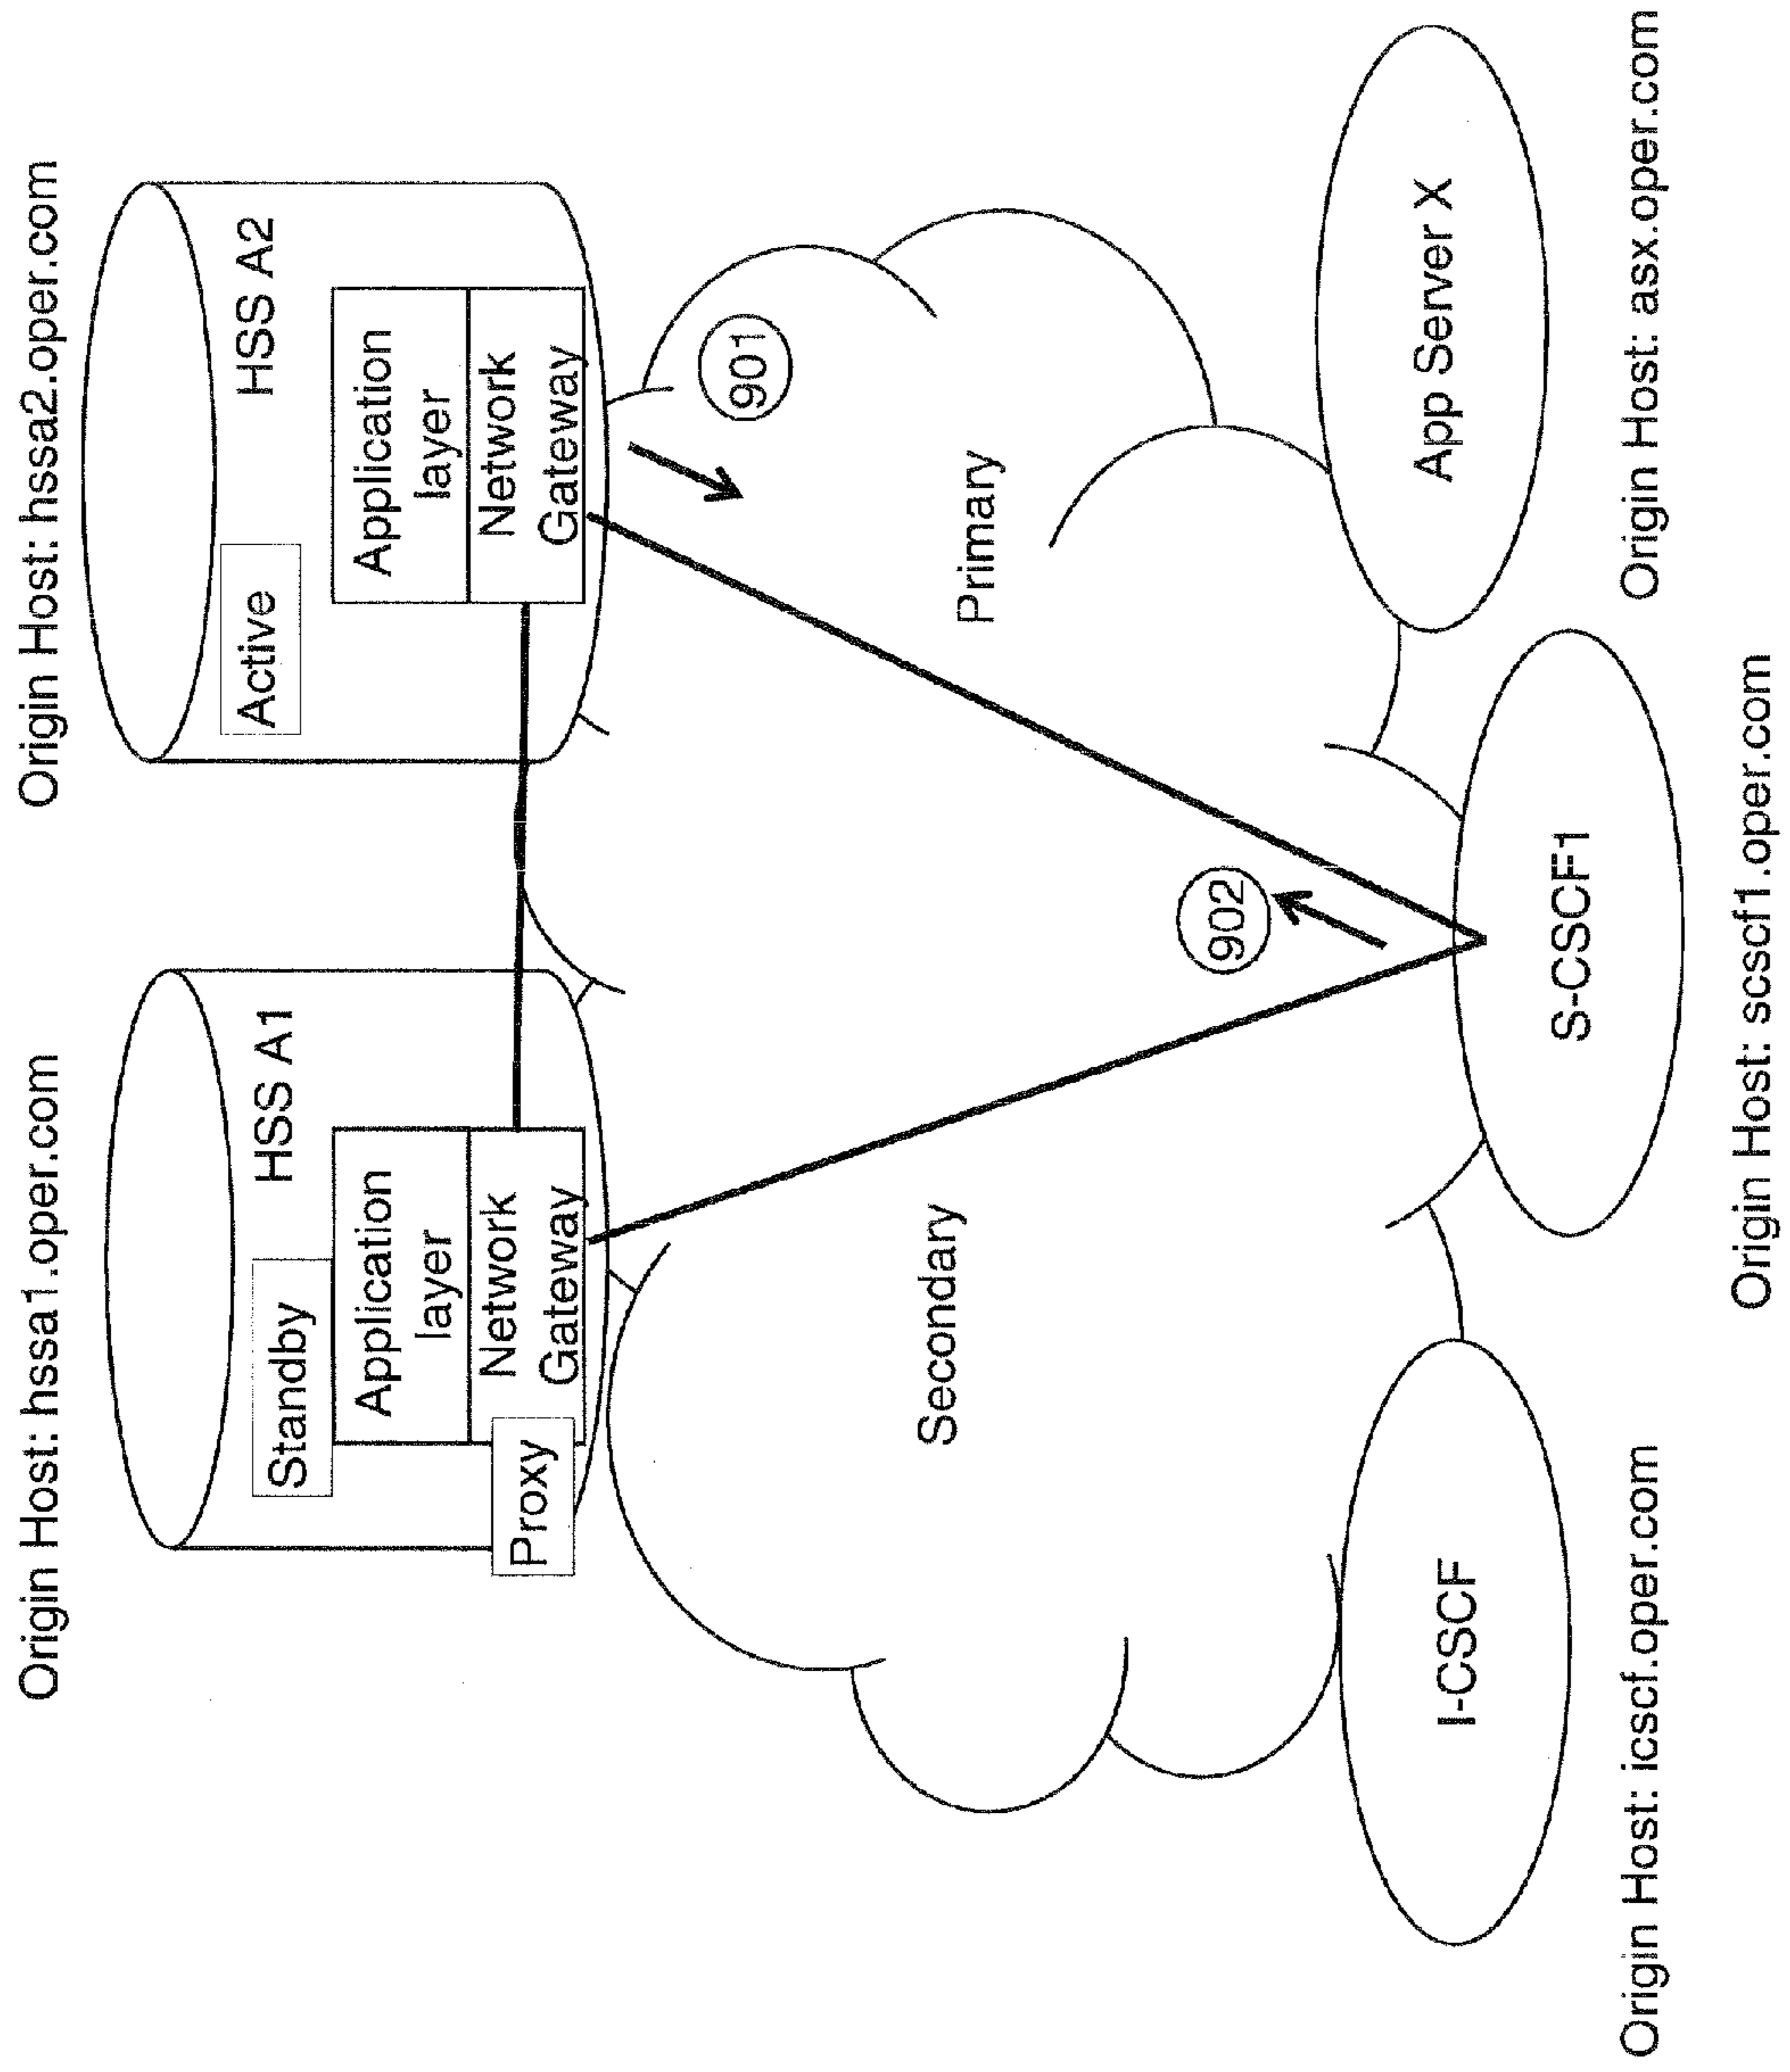 Origin Host: hssa1.oper.com
Origin Host: hssa2.oper.com
HSS A1
HSS A2
Standby
Active
Application
layer
Network
Gateway
Proxy
Application
layer
Network
Gateway
901
Secondary
Primary
902
I-CSCF
S-CSCF1
App Server X
Origin Host: icscf.oper.com
Origin Host: asx.oper.com
Origin Host: scscf1.oper.com